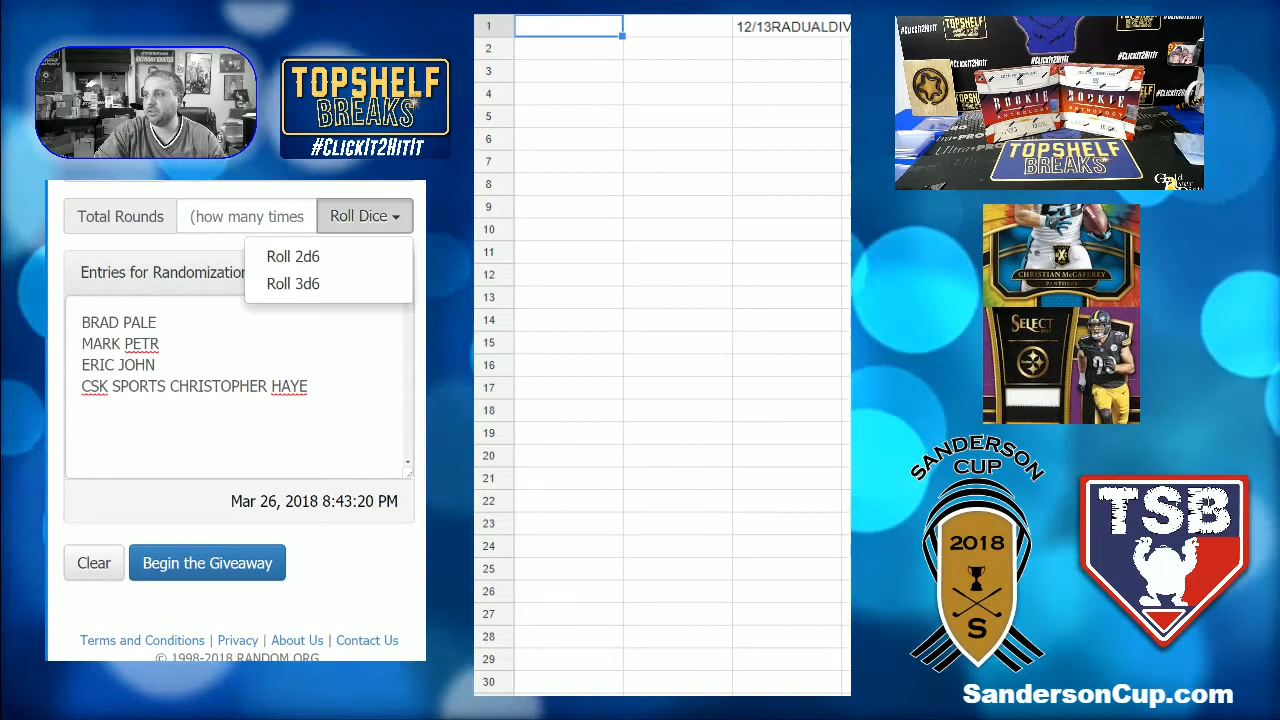 TOPSHELF
BREAKS
#CLICKIT2HITIT
Total Rounds
(how many times
Roll Dice
Roll 2d6
Roll 3d6
Entries for Randomization
BRAD PALE
MARK PETR
ERIC JOHN
CSK SPORTS CHRISTOPHER HAYE
Mar 26, 2018 8:43:20 PM
Clear
Begin the Giveaway
Terms and Conditions | Privacy | About Us | Contact Us
© 1998-2018 RANDOM.ORG
1
12/13RADUALDIV
2
3
4
5
6
7
8
9
10
11
12
13
14
15
16
17
18
19
20
21
22
23
24
25
26
27
28
29
30
#CLICKIT2HITIT
ROOKIE
ANTHOLOGY
ROOKIE
ANTHOLOGY
TOPSHELF
BREAKS
CHRISTIAN McCAFFREY
PANTHERS
SELECT
SANDERSON
CUP
2018
S
TSB
SandersonCup.com